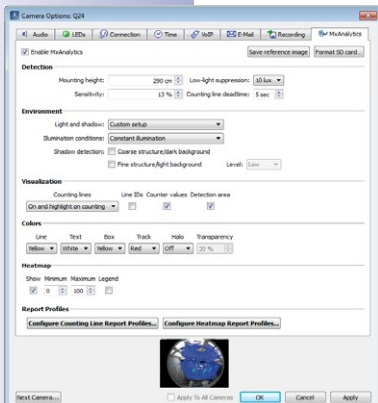 Camera Options: Q24
Audio LEDs Connection Time VoIP E-Mail Recording MxAnalytics
Enable MxAnalytics Save reference image Format SD card...
Detection
Mounting height: 290 cm Low-light suppression: 10 lux
Sensitivity: 13 % Counting line deadtime: 5 sec
Environment
Light and shadow: Custom setup
Illumination conditions: Constant illumination
Shadow detection: Coarse structure/dark background
Fine structure/light background Level: Low
Visualization
Counting lines Line IDs Counter values Detection area
On and highlight on counting
Colors
Line Text Box Track Halo Transparency
Yellow White Yellow Red Off 20 %
Heatmap
Show Minimum Maximum Legend
0 100
Report Profiles
Configure Counting Line Report Profiles... Configure Heatmap Report Profiles...
Next Camera... Apply To All Cameras OK Cancel Apply